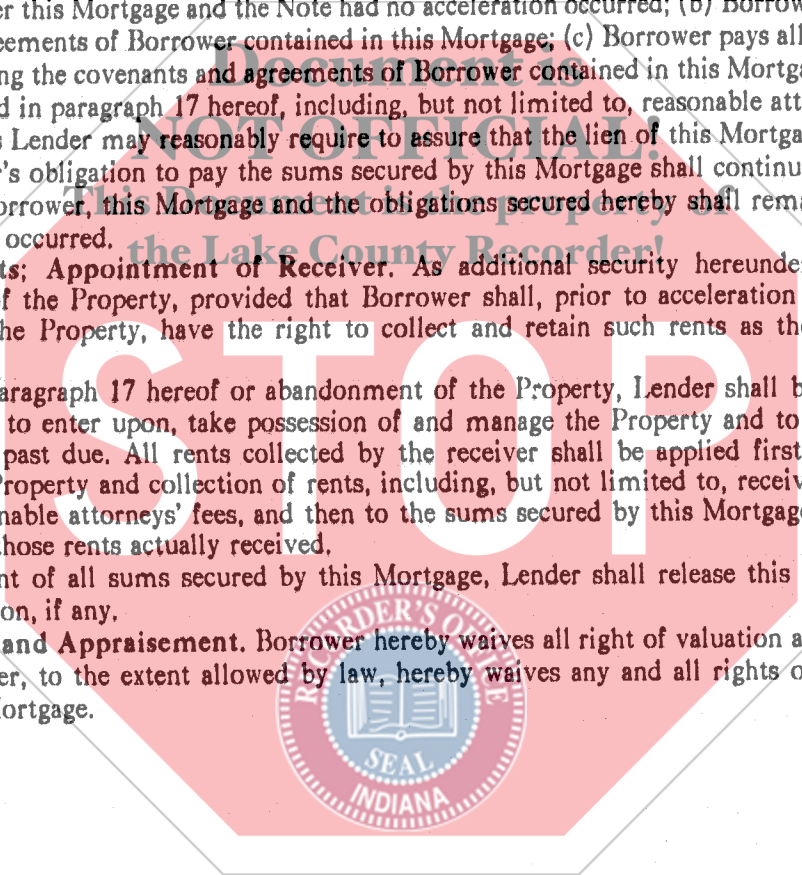 er this Mortgage and the Note had no acceleration occurred; (b) Borrow
eements of Borrower contained in this Mortgage; (c) Borrower pays all
ng the covenants and agreements of Borrower contained in this Mortga
Document is
d in paragraph 17 hereof, including, but not limited to, reasonable att
NOT OFFICIAL!
s Lender may reasonably require to assure that the lien of this Mortga
r's obligation to pay the sums secured by this Mortgage shall continu
This Document is the property of
orrower, this Mortgage and the obligations secured hereby shall rema
occurred.
the Lake County Recorder!
ts; Appointment of Receiver. As additional security hereunde
f the Property, provided that Borrower shall, prior to acceleration
he Property, have the right to collect and retain such rents as the
STOP
aragraph 17 hereof or abandonment of the Property, Lender shall b
to enter upon, take possession of and manage the Property and to
past due. All rents collected by the receiver shall be applied first
Property and collection of rents, including, but not limited to, receiv
nable attorneys' fees, and then to the sums secured by this Mortgag
hose rents actually received.
nt of all sums secured by this Mortgage, Lender shall release this
on, if any.
and Appraisement. Borrower hereby waives all right of valuation a
er, to the extent allowed by law, hereby waives any and all rights o
ortgage.
RECORDER'S OFFICE
SEAL
INDIANA